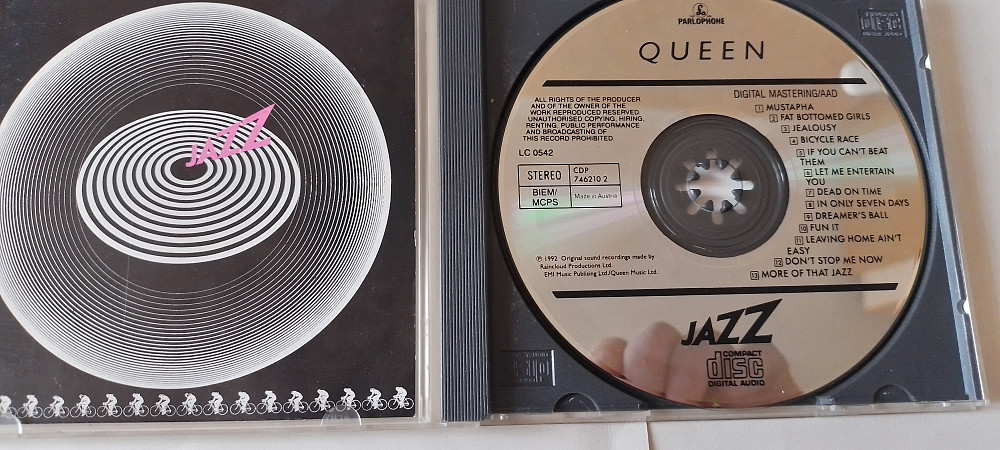 JAZZ
PARLOPHONE
QUEEN
DIGITAL MASTERING/AAD
ALL RIGHTS OF THE PRODUCER
AND OF THE OWNER OF THE
WORK REPRODUCED RESERVED.
UNAUTHORISED COPYING, HIRING,
RENTING, PUBLIC PERFORMANCE
AND BROADCASTING OF
THIS RECORD PROHIBITED.
LC 0542
STEREO
CDP
746210 2
BIEM/
MCPS
Made in Austria
1 MUSTAPHA
2 FAT BOTTOMED GIRLS
3 JEALOUSY
4 BICYCLE RACE
5 IF YOU CAN'T BEAT
THEM
6 LET ME ENTERTAIN
YOU
7 DEAD ON TIME
8 IN ONLY SEVEN DAYS
9 DREAMER'S BALL
10 FUN IT
11 LEAVING HOME AIN'T
EASY
12 DON'T STOP ME NOW
13 MORE OF THAT JAZZ
℗ 1992 Original sound recordings made by
Raincloud Productions Ltd.
EMI Music Publising Ltd./Queen Music Ltd.
JAZZ
COMPACT
disc
DIGITAL AUDIO